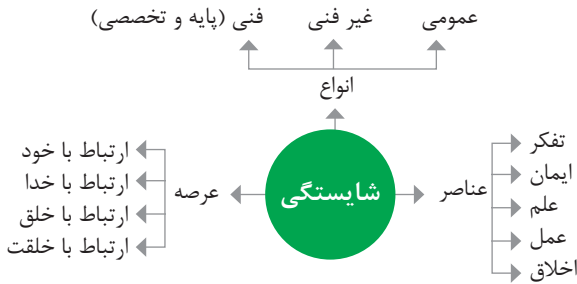 عمومی
غیر فنی
فنی (پایه و تخصصی)
انواع
شایستگی
عناصر
تفکر
ایمان
علم
عمل
اخلاق
عرصه
ارتباط با خود
ارتباط با خدا
ارتباط با خلق
ارتباط با خلقت